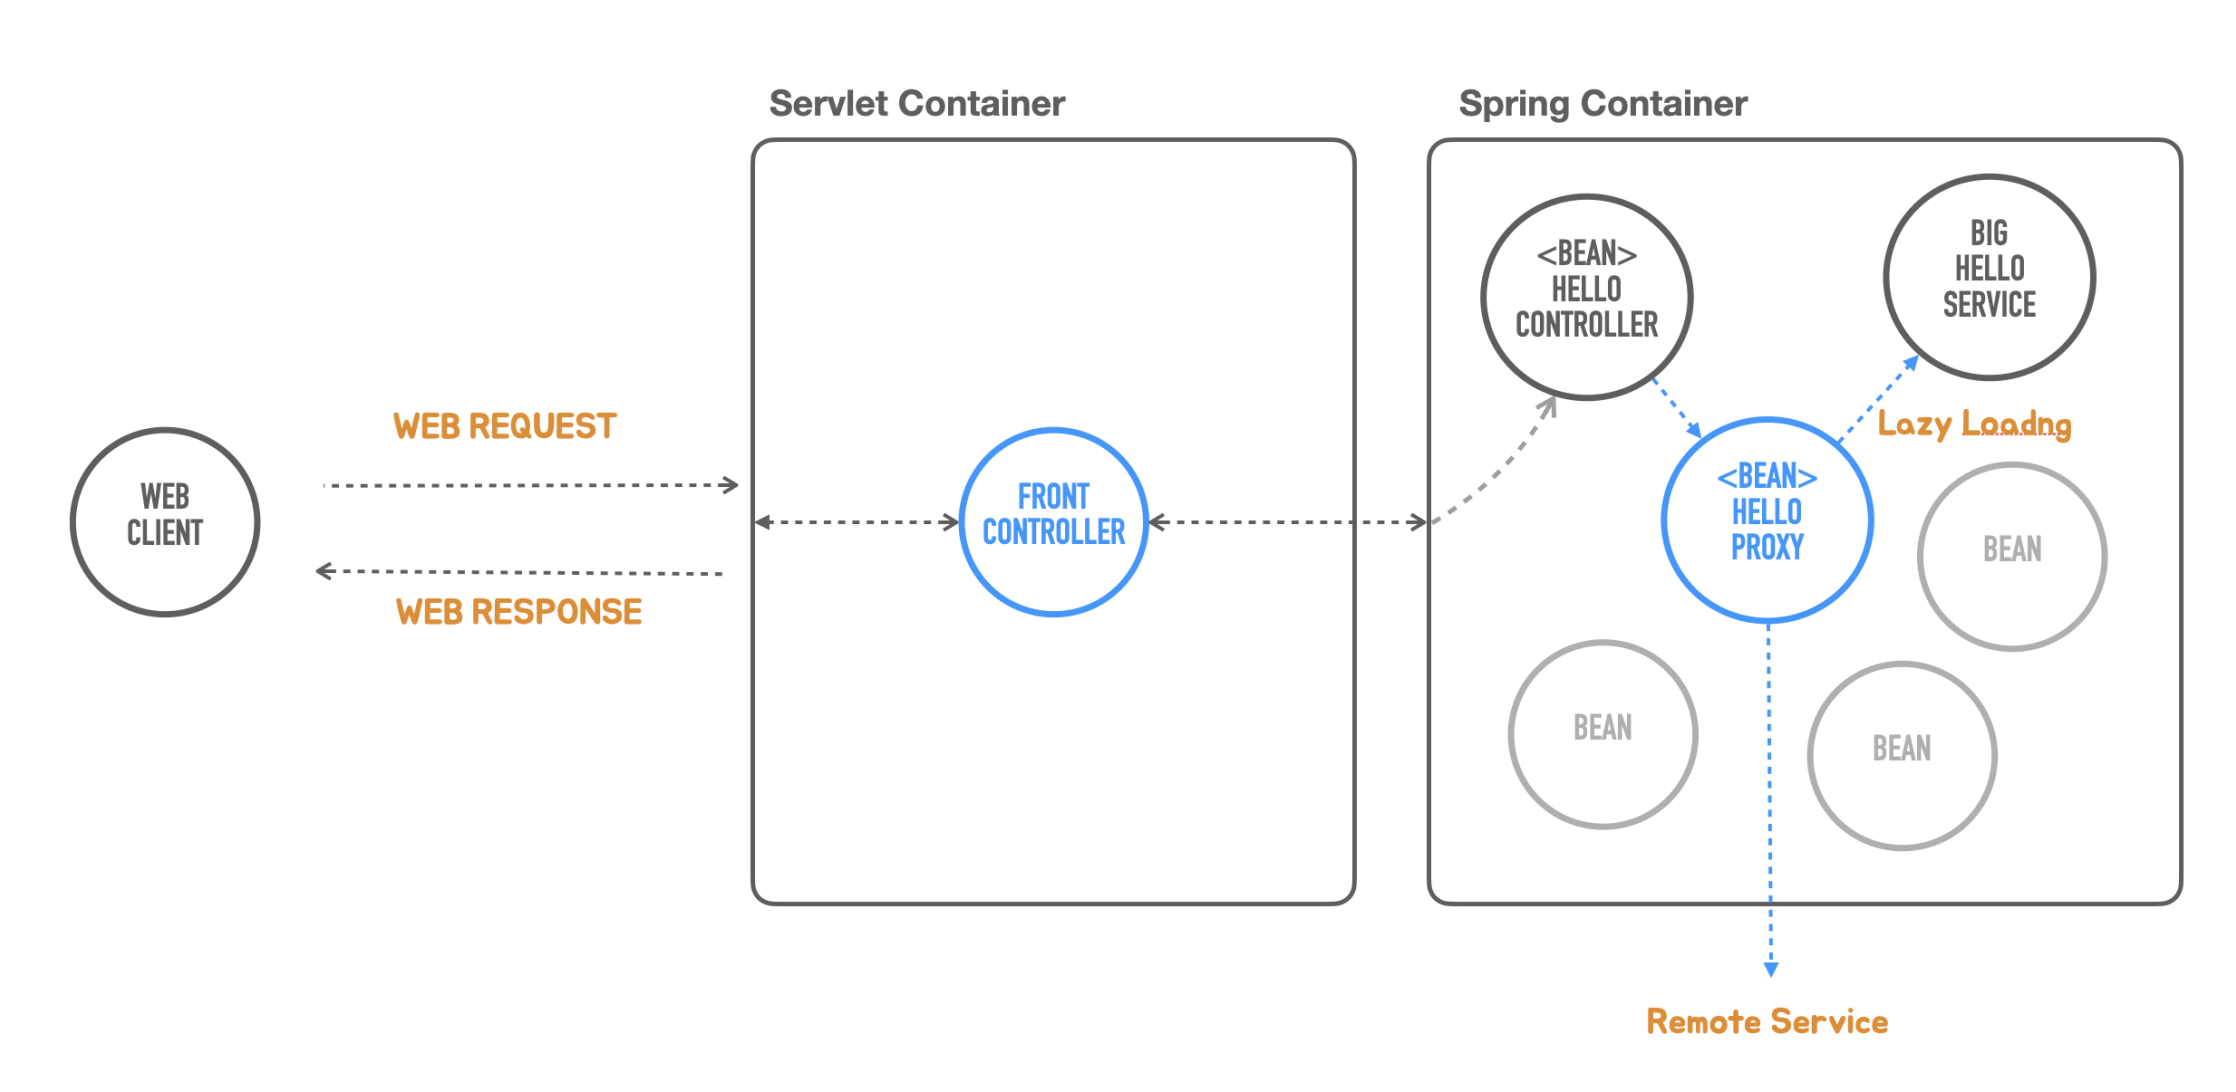 Servlet Container
Spring Container
WEB REQUEST
WEB
CLIENT
WEB RESPONSE
FRONT
CONTROLLER
<BEAN>
HELLO
CONTROLLER
BIG
HELLO
SERVICE
Lazy Loadng
<BEAN>
HELLO
PROXY
BEAN
BEAN
BEAN
Remote Service